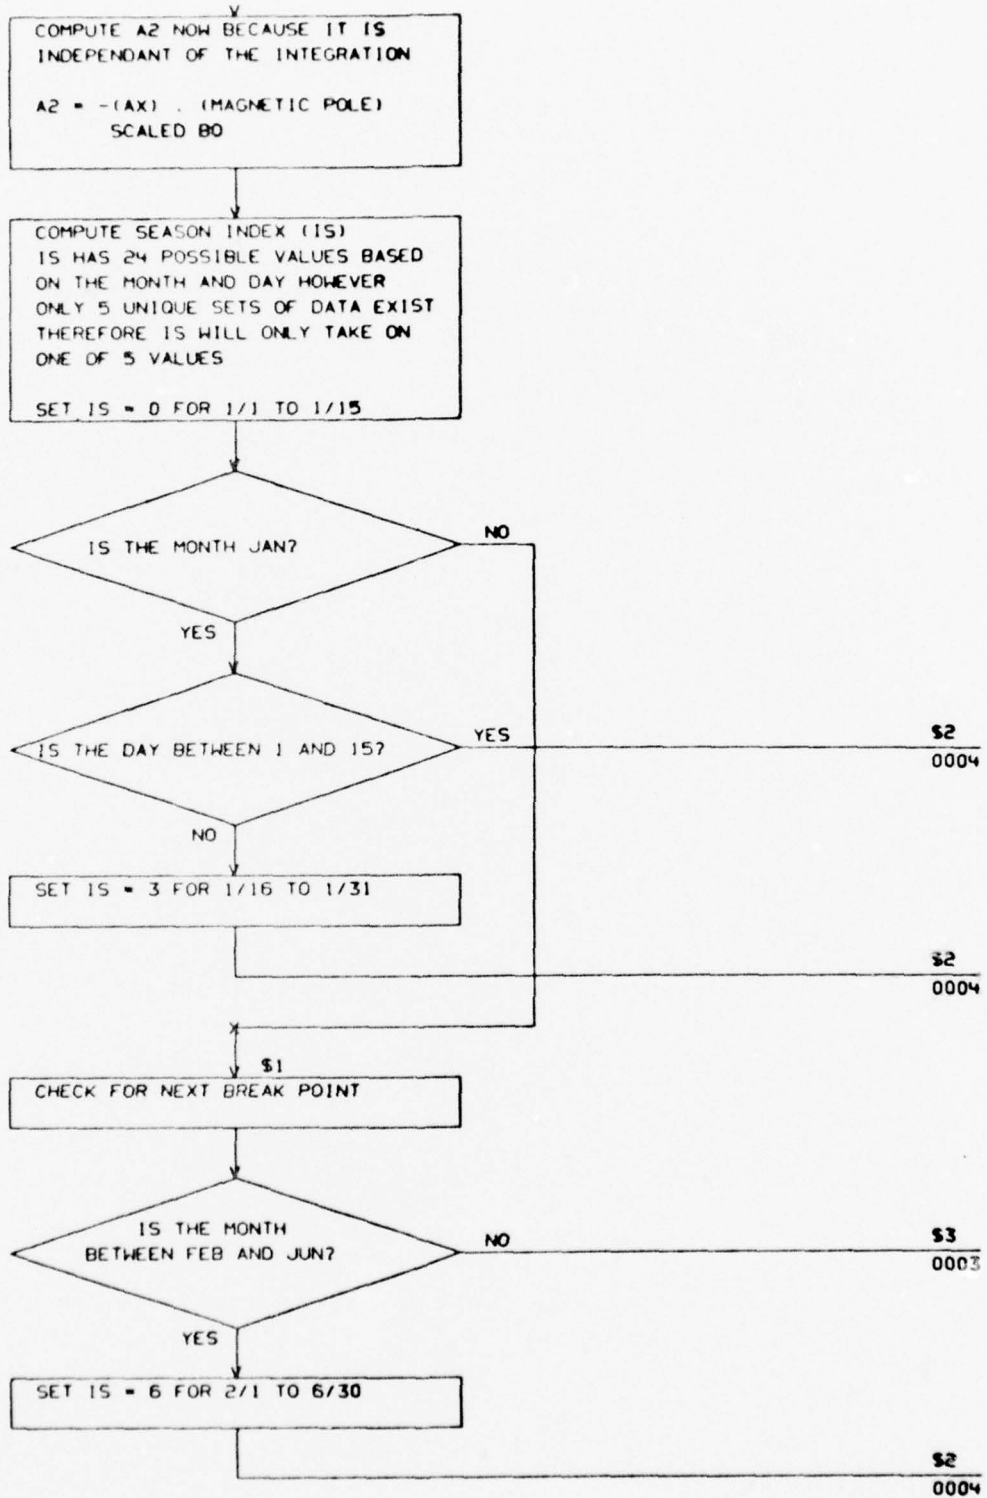 COMPUTE A2 NOW BECAUSE IT IS
INDEPENDANT OF THE INTEGRATION
A2 = -(AX) . (MAGNETIC POLE)
SCALED B0
COMPUTE SEASON INDEX (IS)
IS HAS 24 POSSIBLE VALUES BASED
ON THE MONTH AND DAY HOWEVER
ONLY 5 UNIQUE SETS OF DATA EXIST
THEREFORE IS WILL ONLY TAKE ON
ONE OF 5 VALUES
SET IS = 0 FOR 1/1 TO 1/15
IS THE MONTH JAN?
NO
YES
IS THE DAY BETWEEN 1 AND 15?
YES
$2
0004
NO
SET IS = 3 FOR 1/16 TO 1/31
$2
0004
$1
CHECK FOR NEXT BREAK POINT
IS THE MONTH
BETWEEN FEB AND JUN?
NO
$3
0003
YES
SET IS = 6 FOR 2/1 TO 6/30
$2
0004